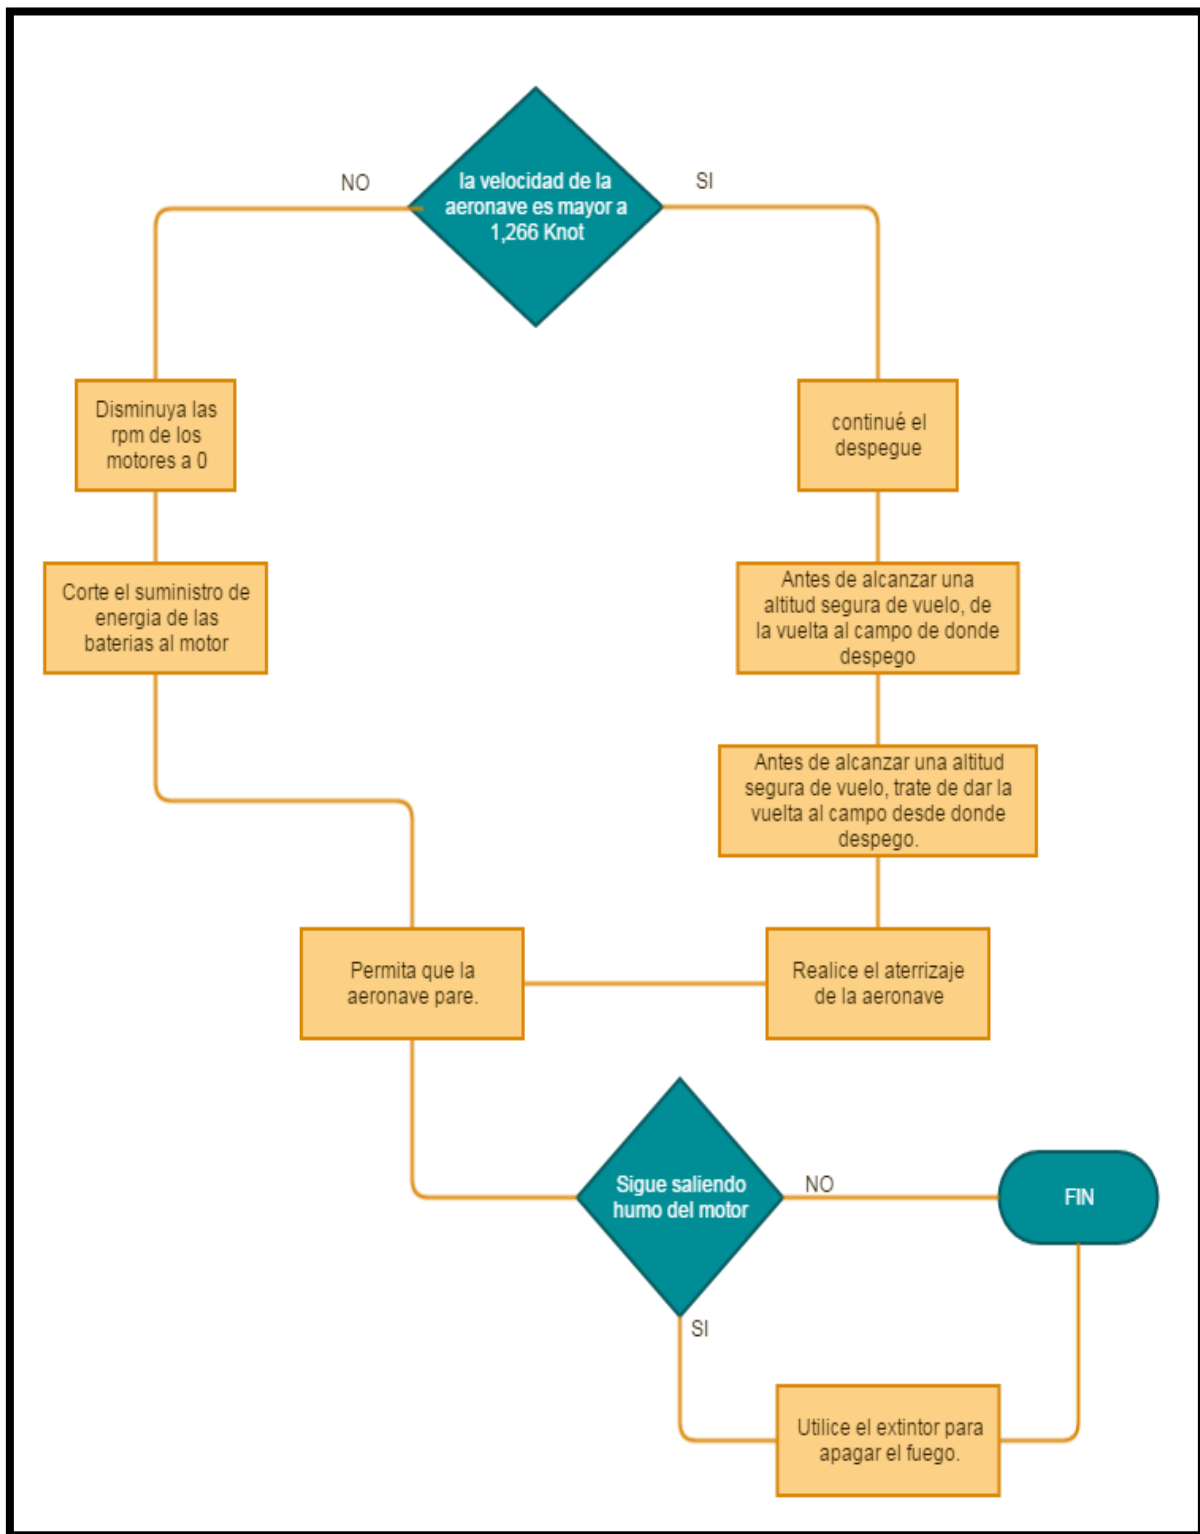 NO
la velocidad de la
aeronave es mayor a
1,266 Knot
SI
Disminuya las
rpm de los
motores a 0
continué el
despegue
Corte el suministro de
energia de las
baterias al motor
Antes de alcanzar una
altitud segura de vuelo, de
la vuelta al campo de donde
despego
Antes de alcanzar una altitud
segura de vuelo, trate de dar la
vuelta al campo desde donde
despego.
Permita que la
aeronave pare.
Realice el aterrizaje
de la aeronave
Sigue saliendo
humo del motor
NO
FIN
SI
Utilice el extintor para
apagar el fuego.